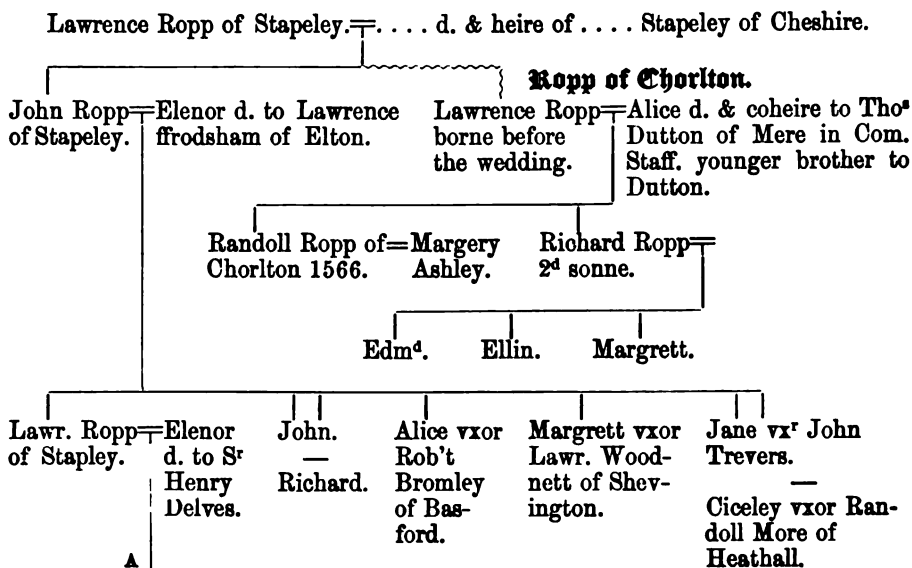 Lawrence Ropp of Stapeley. .... d. & heire of .... Stapeley of Cheshire.
Ropp of Chorlton.
John Ropp
of Stapeley.
Elenor d. to Lawrence
ffrodsham of Elton.
Lawrence Ropp
borne before
the wedding.
Alice d. & coheire to Thoˢ
Dutton of Mere in Com.
Staff. younger brother to
Dutton.
Randoll Ropp of=Margery
Chorlton 1566. Ashley.
Richard Ropp
2ᵈ sonne.
Edmᵈ. Ellin. Margrett.
Lawr. Ropp
of Stapley.
Elenor
d. to Sʳ
Henry
Delves.
John.
—
Richard.
Alice vxor
Rob't
Bromley
of Bas-
ford.
Margrett vxor
Lawr. Wood-
nett of Shev-
ington.
Jane vxʳ John
Trevers.
—
Ciceley vxor Ran-
doll More of
Heathall.
A